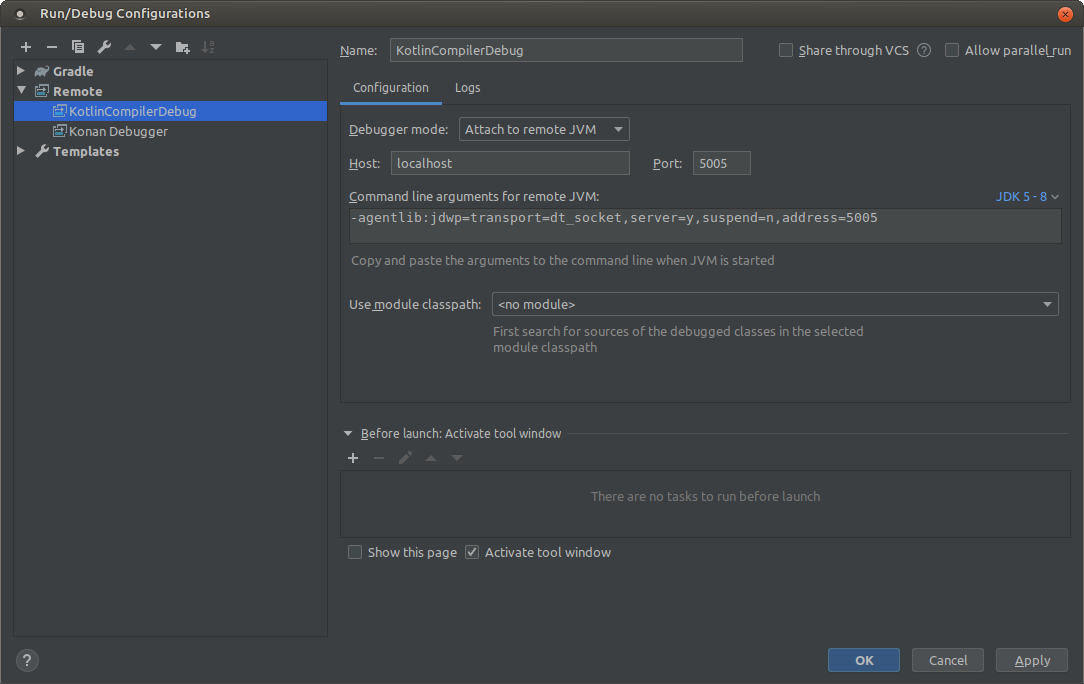 Run/Debug Configurations
Gradle
Remote
KotlinCompilerDebug
Konan Debugger
Templates
Name: KotlinCompilerDebug Share through VCS ? Allow parallel run
Configuration Logs
Debugger mode: Attach to remote JVM
Host: localhost Port: 5005
Command line arguments for remote JVM: JDK 5 - 8
-agentlib:jdwp=transport=dt_socket,server=y,suspend=n,address=5005
Copy and paste the arguments to the command line when JVM is started
Use module classpath: <no module>
First search for sources of the debugged classes in the selected
module classpath
Before launch: Activate tool window
There are no tasks to run before launch
Show this page Activate tool window
? OK Cancel Apply